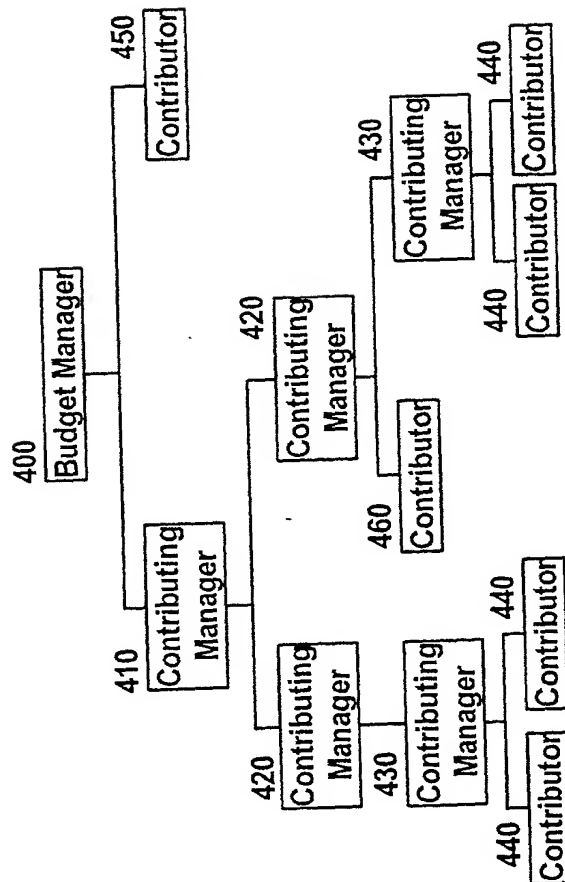 400
Budget Manager
410
Contributing
Manager
450
Contributor
420
Contributing
Manager
420
Contributing
Manager
430
Contributing
Manager
460
Contributor
430
Contributing
Manager
440
Contributor
440
Contributor
440
Contributor
440
Contributor